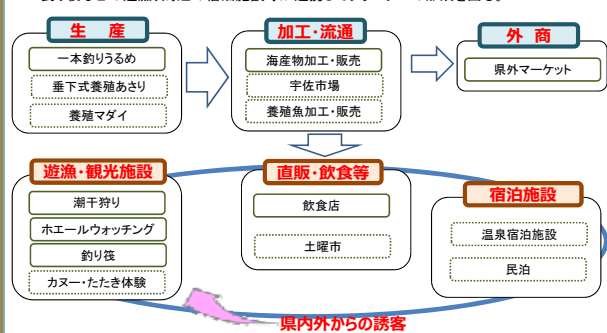 生 産
一本釣りうるめ
垂下式養殖あさり
養殖マダイ
加工・流通
海産物加工・販売
宇佐市場
養殖魚加工・販売
外 商
県外マーケット
遊漁・観光施設
潮干狩り
ホエールウォッチング
釣り筏
カヌー・たたき体験
直販・飲食等
飲食店
土曜市
宿泊施設
温泉宿泊施設
民泊
県内外からの誘客